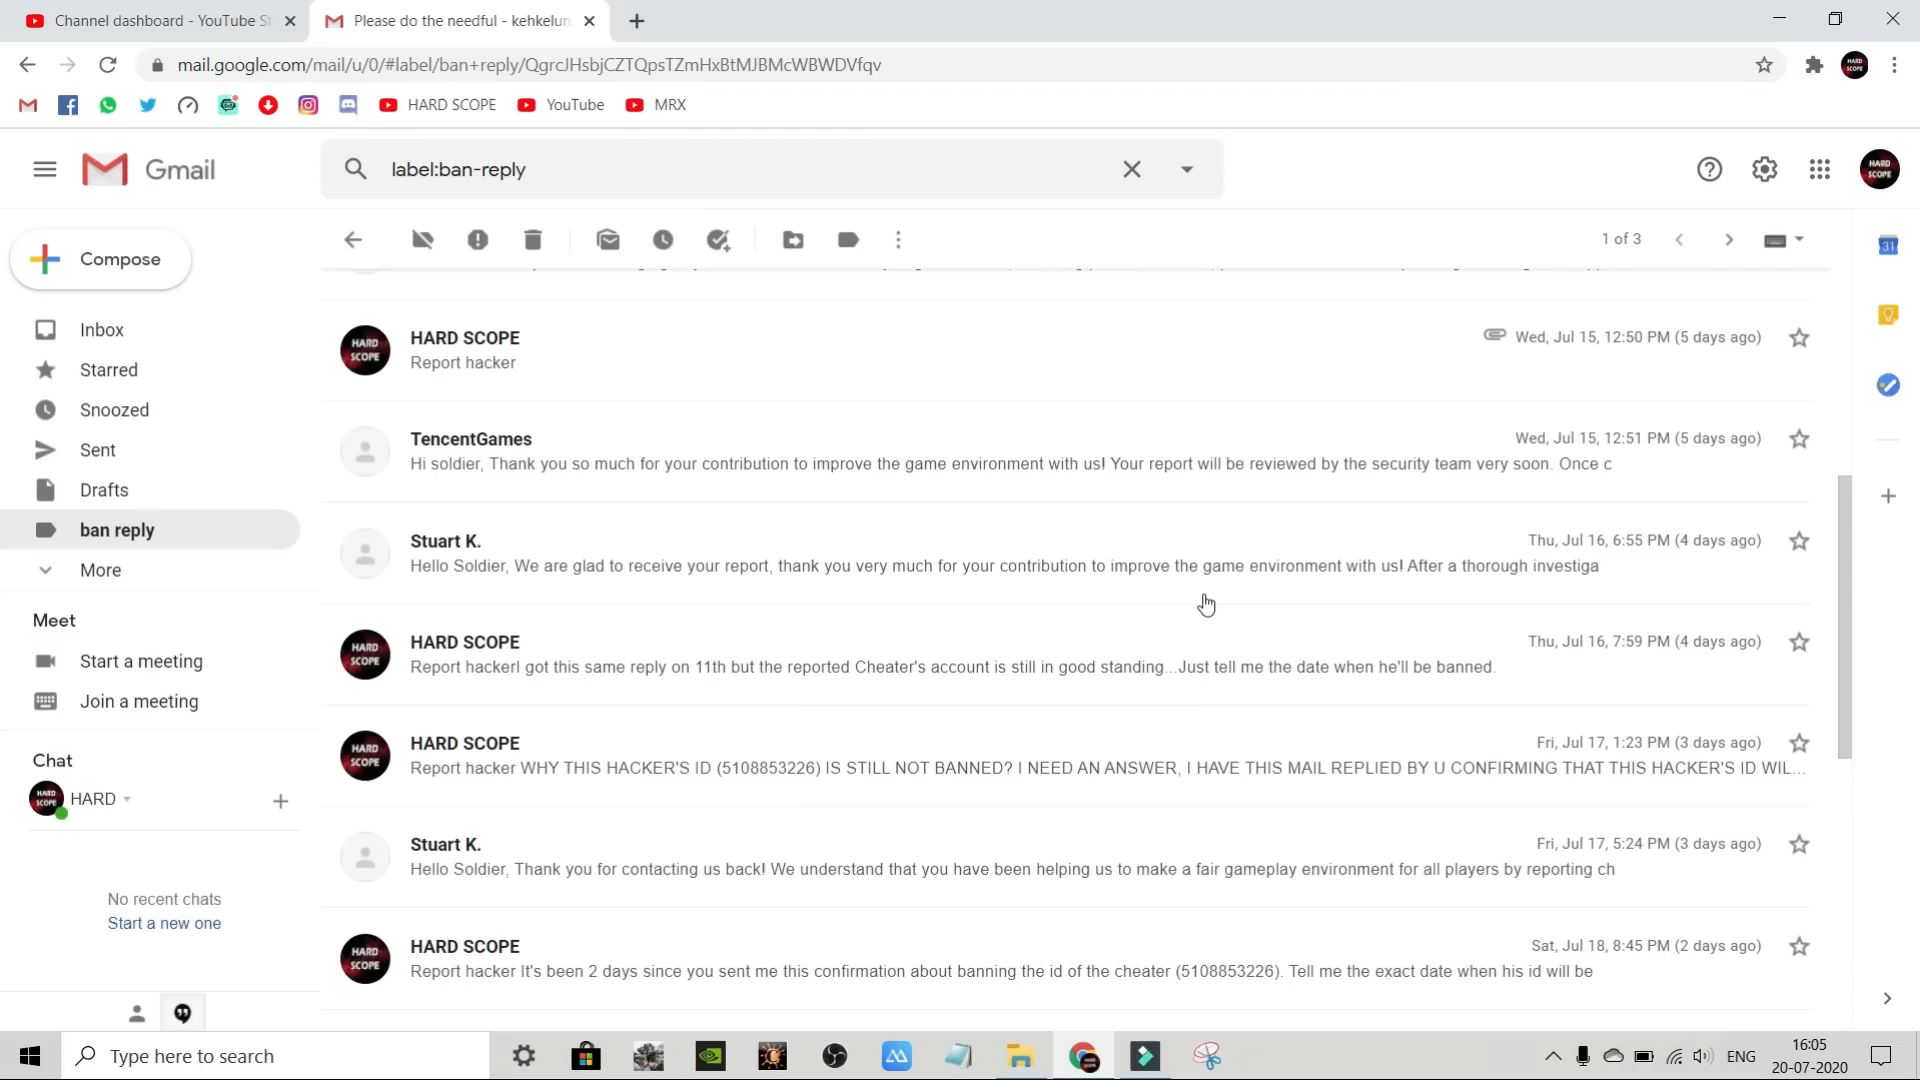 Channel dashboard - YouTube St
Please do the needful - kehkelun
mail.google.com/mail/u/0/#label/ban+reply/QgrcJHsbjCZTQpsTZmHxBtMJBMcWBWDVfqv
HARD SCOPE
YouTube
MRX
Gmail
label:ban-reply
HARD SCOPE
Compose
1 of 3
31
Inbox
Starred
Snoozed
Sent
Drafts
ban reply
More
Meet
Start a meeting
Join a meeting
Chat
HARD
No recent chats
Start a new one
HARD SCOPE
HARD SCOPE
Wed, Jul 15, 12:50 PM (5 days ago)
Report hacker
TencentGames
Wed, Jul 15, 12:51 PM (5 days ago)
Hi soldier, Thank you so much for your contribution to improve the game environment with us! Your report will be reviewed by the security team very soon. Once c
Stuart K.
Thu, Jul 16, 6:55 PM (4 days ago)
Hello Soldier, We are glad to receive your report, thank you very much for your contribution to improve the game environment with us! After a thorough investiga
HARD SCOPE
HARD SCOPE
Thu, Jul 16, 7:59 PM (4 days ago)
Report hackerI got this same reply on 11th but the reported Cheater's account is still in good standing...Just tell me the date when he'll be banned.
HARD SCOPE
HARD SCOPE
Fri, Jul 17, 1:23 PM (3 days ago)
Report hacker WHY THIS HACKER'S ID (5108853226) IS STILL NOT BANNED? I NEED AN ANSWER, I HAVE THIS MAIL REPLIED BY U CONFIRMING THAT THIS HACKER'S ID WIL...
Stuart K.
Fri, Jul 17, 5:24 PM (3 days ago)
Hello Soldier, Thank you for contacting us back! We understand that you have been helping us to make a fair gameplay environment for all players by reporting ch
HARD SCOPE
HARD SCOPE
Sat, Jul 18, 8:45 PM (2 days ago)
Report hacker It's been 2 days since you sent me this confirmation about banning the id of the cheater (5108853226). Tell me the exact date when his id will be
Type here to search
ENG
16:05
20-07-2020